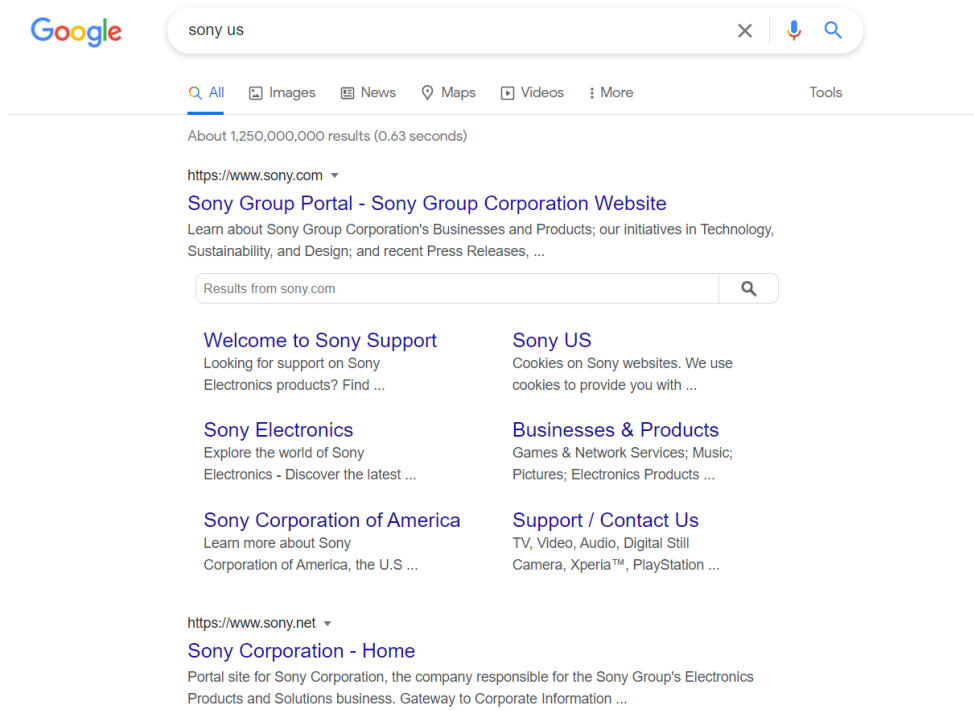 Google
sony us
All Images News Maps Videos More Tools
About 1,250,000,000 results (0.63 seconds)
https://www.sony.com
Sony Group Portal - Sony Group Corporation Website
Learn about Sony Group Corporation's Businesses and Products; our initiatives in Technology,
Sustainability, and Design; and recent Press Releases, ...
Results from sony.com
Welcome to Sony Support
Looking for support on Sony
Electronics products? Find ...
Sony US
Cookies on Sony websites. We use
cookies to provide you with ...
Sony Electronics
Explore the world of Sony
Electronics - Discover the latest ...
Businesses & Products
Games & Network Services; Music;
Pictures; Electronics Products ...
Sony Corporation of America
Learn more about Sony
Corporation of America, the U.S ...
Support / Contact Us
TV, Video, Audio, Digital Still
Camera, Xperia™, PlayStation ...
https://www.sony.net
Sony Corporation - Home
Portal site for Sony Corporation, the company responsible for the Sony Group's Electronics
Products and Solutions business. Gateway to Corporate Information ...